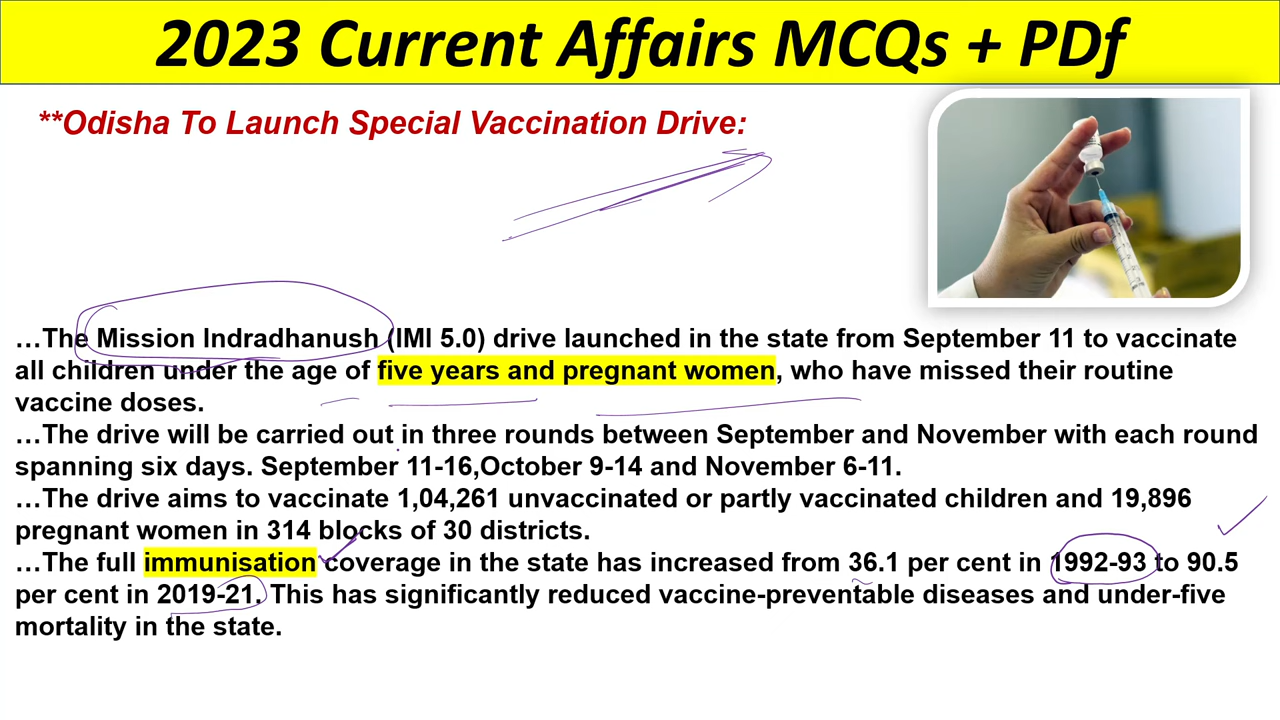 2023 Current Affairs MCQs + PDf
**Odisha To Launch Special Vaccination Drive:
...The Mission Indradhanush (IMI 5.0) drive launched in the state from September 11 to vaccinate
all children under the age of five years and pregnant women, who have missed their routine
vaccine doses.
...The drive will be carried out in three rounds between September and November with each round
spanning six days. September 11-16,October 9-14 and November 6-11.
...The drive aims to vaccinate 1,04,261 unvaccinated or partly vaccinated children and 19,896
pregnant women in 314 blocks of 30 districts.
...The full immunisation coverage in the state has increased from 36.1 per cent in 1992-93 to 90.5
per cent in 2019-21. This has significantly reduced vaccine-preventable diseases and under-five
mortality in the state.